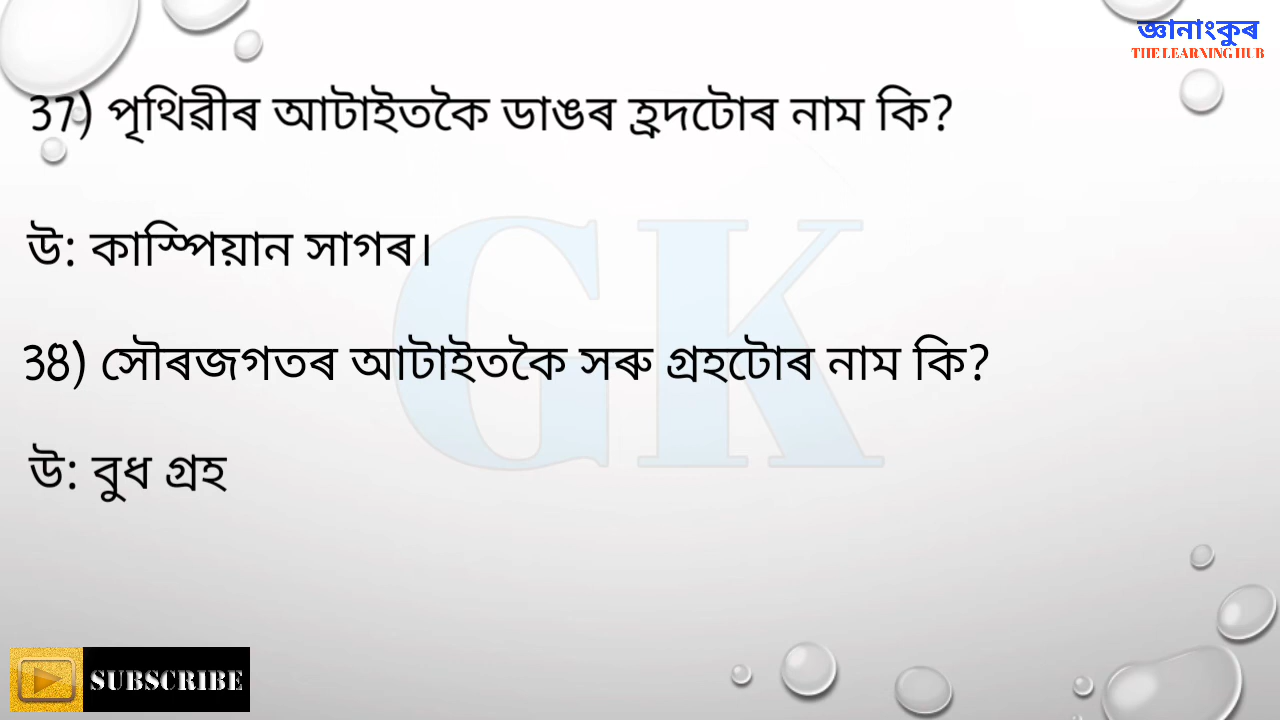 জ্ঞানাংকুৰ
THE LEARNING HUB
37) পৃথিৱীৰ আটাইতকৈ ডাঙৰ হ্ৰদটোৰ নাম কি?
উ: কাস্পিয়ান সাগৰ।
38) সৌৰজগতৰ আটাইতকৈ সৰু গ্ৰহটোৰ নাম কি?
উ: বুধ গ্ৰহ
GK
SUBSCRIBE